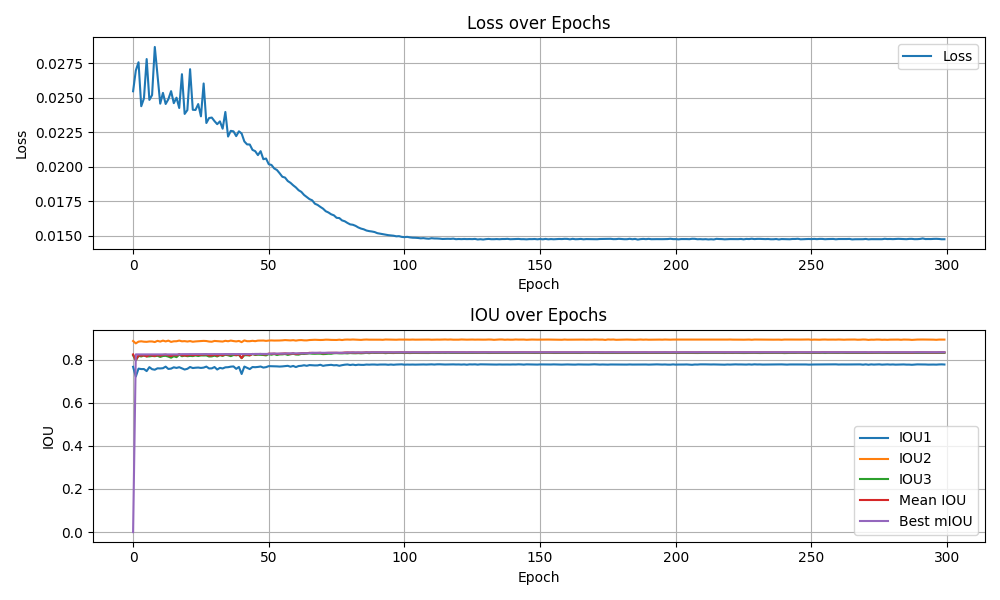 Loss over Epochs
0.0275
0.0250
0.0225
0.0200
0.0175
0.0150
Loss
Loss
0 50 100 150 200 250 300
Epoch
IOU over Epochs
0.8
0.6
0.4
0.2
0.0
IOU
IOU1
IOU2
IOU3
Mean IOU
Best mIOU
0 50 100 150 200 250 300
Epoch